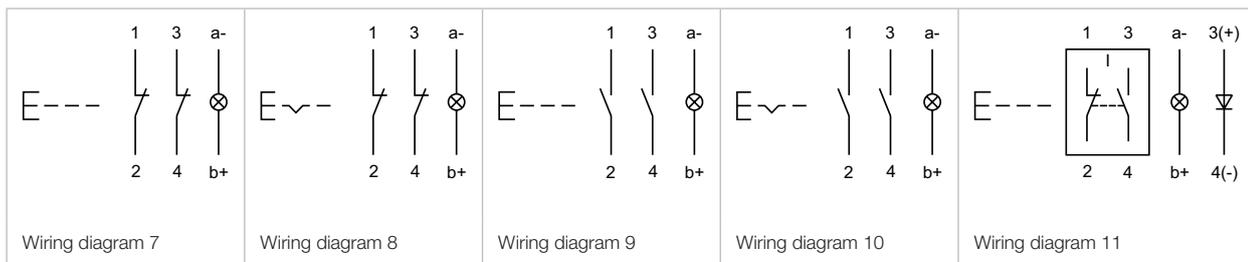 1 3 a-
2 4 b+
Wiring diagram 7
1 3 a-
2 4 b+
Wiring diagram 8
1 3 a-
2 4 b+
Wiring diagram 9
1 3 a-
2 4 b+
Wiring diagram 10
1 3 a- 3(+)
2 4 b+ 4(-)
Wiring diagram 11